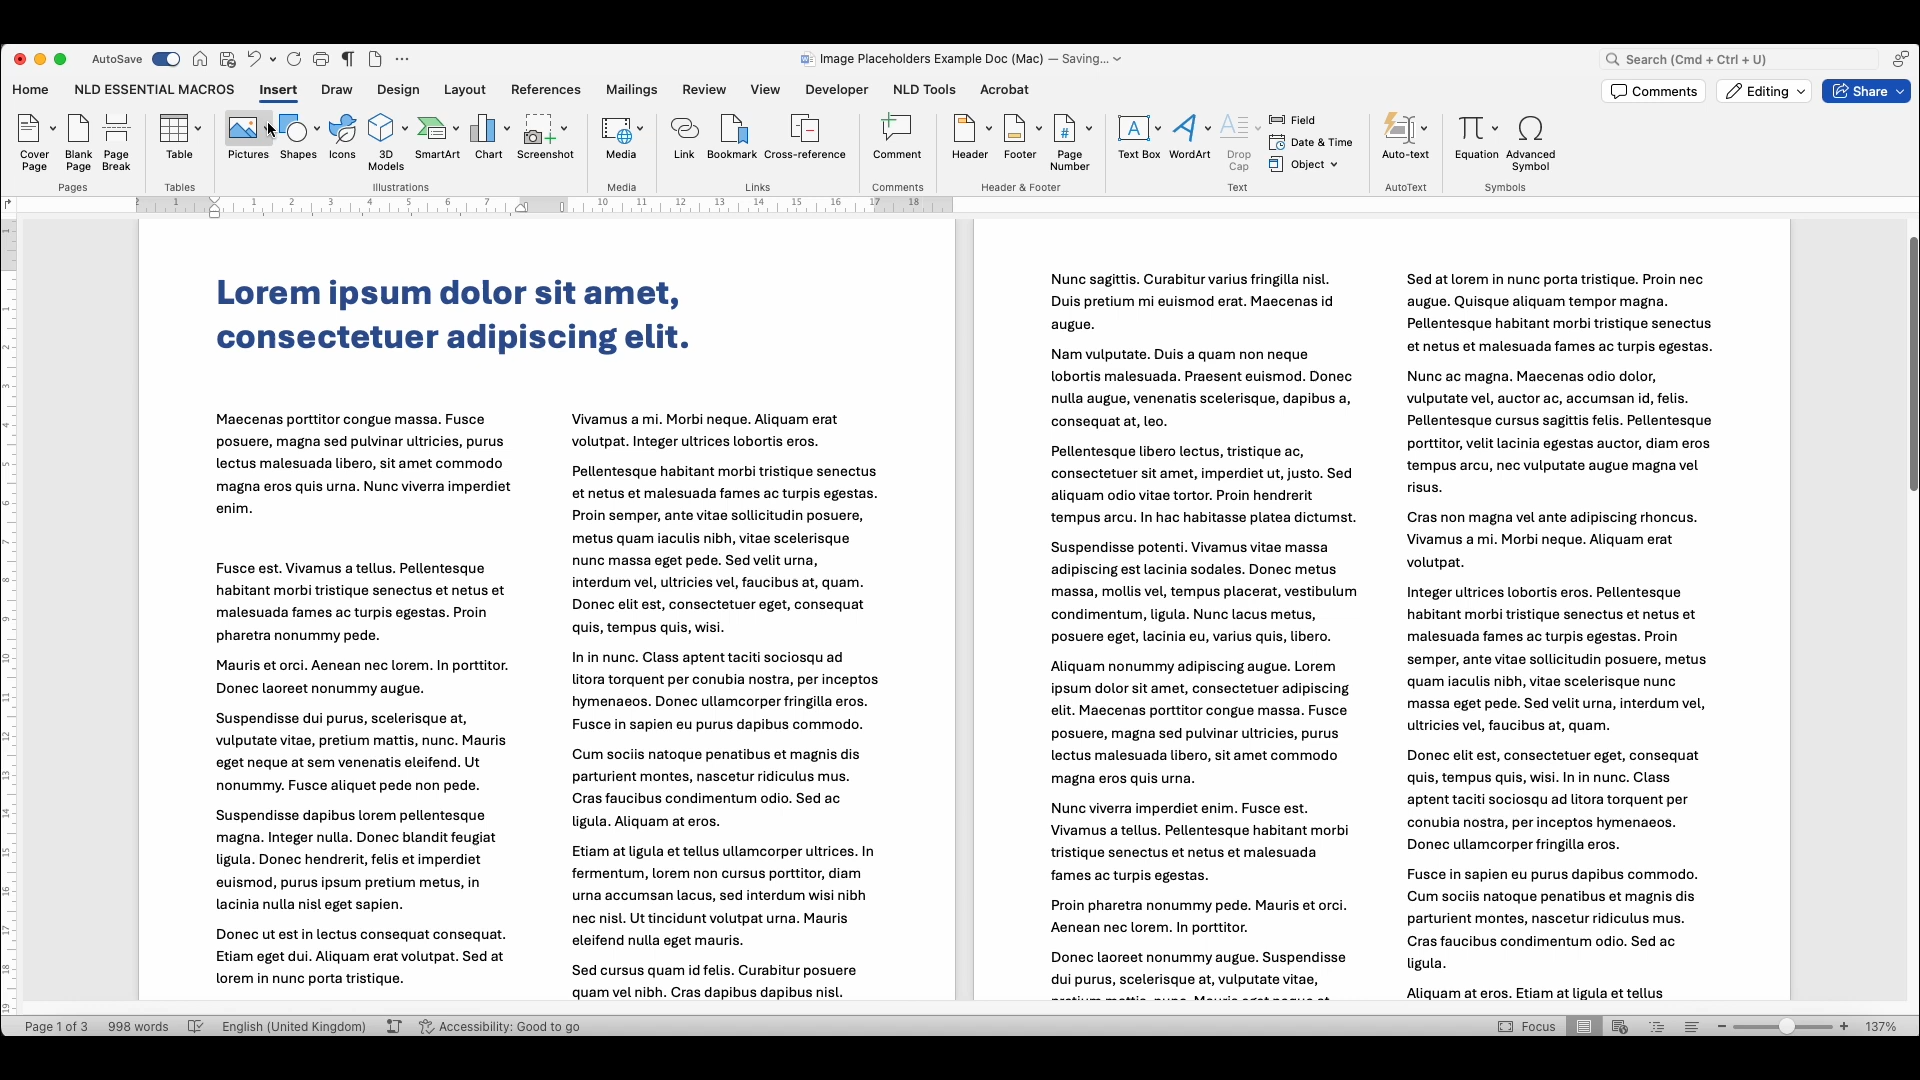 AutoSave
Image Placeholders Example Doc (Mac) — Saving...
Search (Cmd + Ctrl + U)
Home NLD ESSENTIAL MACROS Insert Draw Design Layout References Mailings Review View Developer NLD Tools Acrobat
Comments Editing Share
Cover Page
Blank Page
Page Break
Table
Pictures
Shapes
Icons
3D Models
SmartArt
Chart
Screenshot
Media
Link
Bookmark
Cross-reference
Comment
Header
Footer
Page Number
Text Box
WordArt
Drop Cap
Field
Date & Time
Object
Auto-text
Equation
Advanced Symbol
Pages Tables Illustrations Media Links Comments Header & Footer Text AutoText Symbols
2 1 1 2 3 4 5 6 7 10 11 12 13 14 15 16 17 18
Lorem ipsum dolor sit amet,
consectetuer adipiscing elit.
Maecenas porttitor congue massa. Fusce
posuere, magna sed pulvinar ultricies, purus
lectus malesuada libero, sit amet commodo
magna eros quis urna. Nunc viverra imperdiet
enim.
Fusce est. Vivamus a tellus. Pellentesque
habitant morbi tristique senectus et netus et
malesuada fames ac turpis egestas. Proin
pharetra nonummy pede.
Mauris et orci. Aenean nec lorem. In porttitor.
Donec laoreet nonummy augue.
Suspendisse dui purus, scelerisque at,
vulputate vitae, pretium mattis, nunc. Mauris
eget neque at sem venenatis eleifend. Ut
nonummy. Fusce aliquet pede non pede.
Suspendisse dapibus lorem pellentesque
magna. Integer nulla. Donec blandit feugiat
ligula. Donec hendrerit, felis et imperdiet
euismod, purus ipsum pretium metus, in
lacinia nulla nisl eget sapien.
Donec ut est in lectus consequat consequat.
Etiam eget dui. Aliquam erat volutpat. Sed at
lorem in nunc porta tristique.
Vivamus a mi. Morbi neque. Aliquam erat
volutpat. Integer ultrices lobortis eros.
Pellentesque habitant morbi tristique senectus
et netus et malesuada fames ac turpis egestas.
Proin semper, ante vitae sollicitudin posuere,
metus quam iaculis nibh, vitae scelerisque
nunc massa eget pede. Sed velit urna,
interdum vel, ultricies vel, faucibus at, quam.
Donec elit est, consectetuer eget, consequat
quis, tempus quis, wisi.
In in nunc. Class aptent taciti sociosqu ad
litora torquent per conubia nostra, per inceptos
hymenaeos. Donec ullamcorper fringilla eros.
Fusce in sapien eu purus dapibus commodo.
Cum sociis natoque penatibus et magnis dis
parturient montes, nascetur ridiculus mus.
Cras faucibus condimentum odio. Sed ac
ligula. Aliquam at eros.
Etiam at ligula et tellus ullamcorper ultrices. In
fermentum, lorem non cursus porttitor, diam
urna accumsan lacus, sed interdum wisi nibh
nec nisl. Ut tincidunt volutpat urna. Mauris
eleifend nulla eget mauris.
Sed cursus quam id felis. Curabitur posuere
quam vel nibh. Cras dapibus dapibus nisl.
Nunc sagittis. Curabitur varius fringilla nisl.
Duis pretium mi euismod erat. Maecenas id
augue.
Nam vulputate. Duis a quam non neque
lobortis malesuada. Praesent euismod. Donec
nulla augue, venenatis scelerisque, dapibus a,
consequat at, leo.
Pellentesque libero lectus, tristique ac,
consectetuer sit amet, imperdiet ut, justo. Sed
aliquam odio vitae tortor. Proin hendrerit
tempus arcu. In hac habitasse platea dictumst.
Suspendisse potenti. Vivamus vitae massa
adipiscing est lacinia sodales. Donec metus
massa, mollis vel, tempus placerat, vestibulum
condimentum, ligula. Nunc lacus metus,
posuere eget, lacinia eu, varius quis, libero.
Aliquam nonummy adipiscing augue. Lorem
ipsum dolor sit amet, consectetuer adipiscing
elit. Maecenas porttitor congue massa. Fusce
posuere, magna sed pulvinar ultricies, purus
lectus malesuada libero, sit amet commodo
magna eros quis urna.
Nunc viverra imperdiet enim. Fusce est.
Vivamus a tellus. Pellentesque habitant morbi
tristique senectus et netus et malesuada
fames ac turpis egestas.
Proin pharetra nonummy pede. Mauris et orci.
Aenean nec lorem. In porttitor.
Donec laoreet nonummy augue. Suspendisse
dui purus, scelerisque at, vulputate vitae,
pretium mattis, nunc. Mauris eget neque at
Sed at lorem in nunc porta tristique. Proin nec
augue. Quisque aliquam tempor magna.
Pellentesque habitant morbi tristique senectus
et netus et malesuada fames ac turpis egestas.
Nunc ac magna. Maecenas odio dolor,
vulputate vel, auctor ac, accumsan id, felis.
Pellentesque cursus sagittis felis. Pellentesque
porttitor, velit lacinia egestas auctor, diam eros
tempus arcu, nec vulputate augue magna vel
risus.
Cras non magna vel ante adipiscing rhoncus.
Vivamus a mi. Morbi neque. Aliquam erat
volutpat.
Integer ultrices lobortis eros. Pellentesque
habitant morbi tristique senectus et netus et
malesuada fames ac turpis egestas. Proin
semper, ante vitae sollicitudin posuere, metus
quam iaculis nibh, vitae scelerisque nunc
massa eget pede. Sed velit urna, interdum vel,
ultricies vel, faucibus at, quam.
Donec elit est, consectetuer eget, consequat
quis, tempus quis, wisi. In in nunc. Class
aptent taciti sociosqu ad litora torquent per
conubia nostra, per inceptos hymenaeos.
Donec ullamcorper fringilla eros.
Fusce in sapien eu purus dapibus commodo.
Cum sociis natoque penatibus et magnis dis
parturient montes, nascetur ridiculus mus.
Cras faucibus condimentum odio. Sed ac
ligula.
Aliquam at eros. Etiam at ligula et tellus
Page 1 of 3 998 words English (United Kingdom) Accessibility: Good to go
Focus 137%